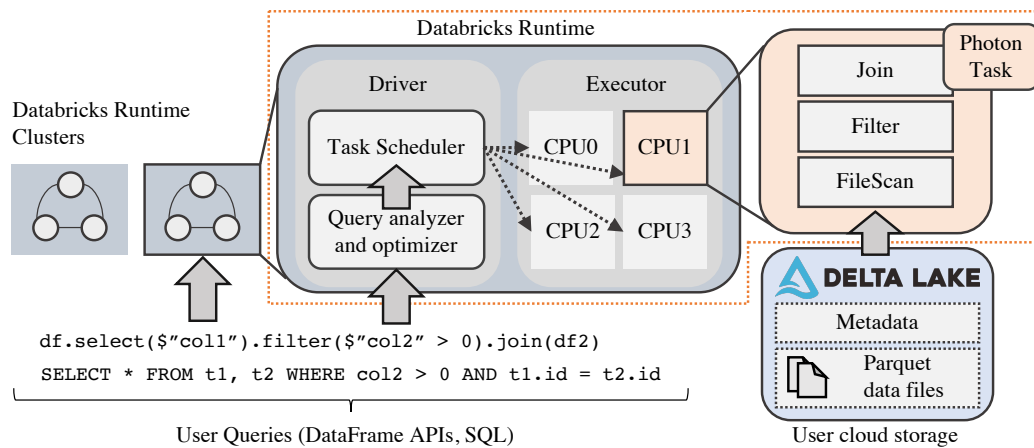 Databricks Runtime
Photon
Task
Driver
Executor
Join
Databricks Runtime
Clusters
Task Scheduler
CPU0
CPU1
Filter
FileScan
Query analyzer
and optimizer
CPU2
CPU3
DELTA LAKE
Metadata
Parquet
data files
df.select($”col1”).filter($”col2” > 0).join(df2)
SELECT * FROM t1, t2 WHERE col2 > 0 AND t1.id = t2.id
User Queries (DataFrame APIs, SQL)
User cloud storage